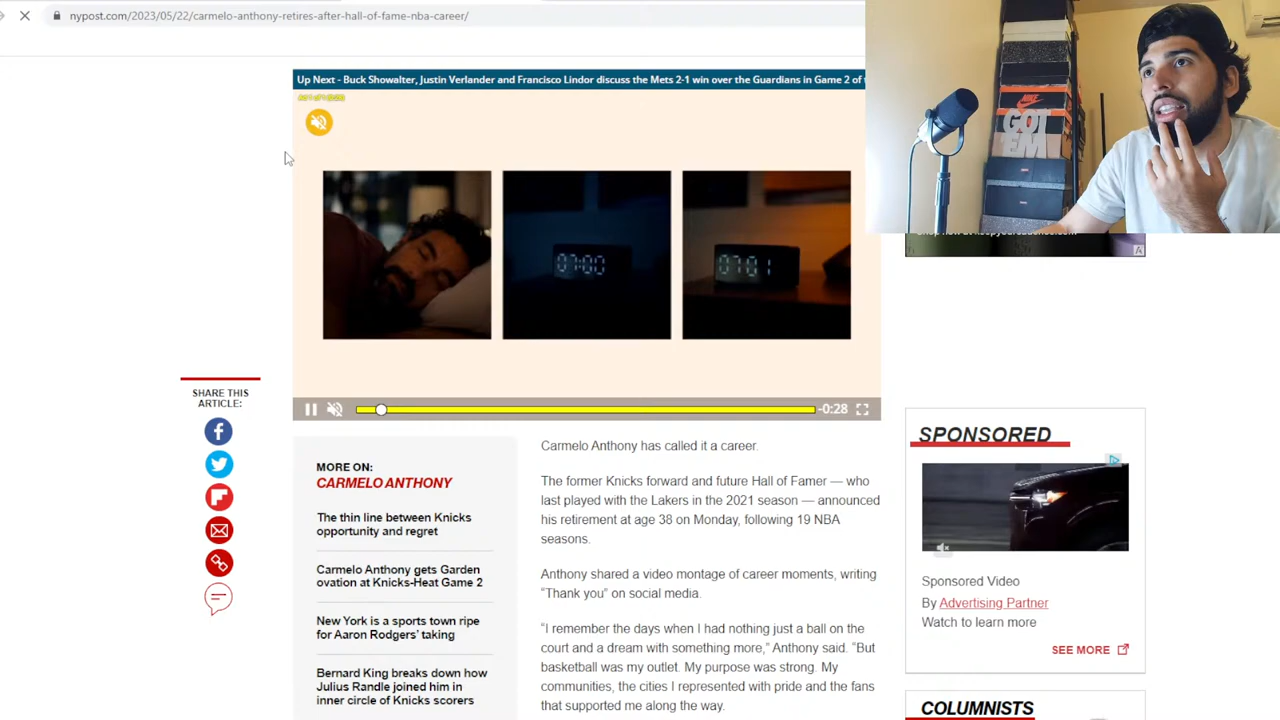 nypost.com/2023/05/22/carmelo-anthony-retires-after-hall-of-fame-nba-career/
Up Next - Buck Showalter, Justin Verlander and Francisco Lindor discuss the Mets 2-1 win over the Guardians in Game 2 of
07:00
07:01
-0:28
NIKE
GOT
EM
A
SHARE THIS
ARTICLE:
MORE ON:
CARMELO ANTHONY
The thin line between Knicks
opportunity and regret
Carmelo Anthony gets Garden
ovation at Knicks-Heat Game 2
New York is a sports town ripe
for Aaron Rodgers’ taking
Bernard King breaks down how
Julius Randle joined him in
inner circle of Knicks scorers
Carmelo Anthony has called it a career.
The former Knicks forward and future Hall of Famer — who
last played with the Lakers in the 2021 season — announced
his retirement at age 38 on Monday, following 19 NBA
seasons.
Anthony shared a video montage of career moments, writing
“Thank you” on social media.
“I remember the days when I had nothing just a ball on the
court and a dream with something more,” Anthony said. “But
basketball was my outlet. My purpose was strong. My
communities, the cities I represented with pride and the fans
that supported me along the way.
SPONSORED
Sponsored Video
By Advertising Partner
Watch to learn more
SEE MORE
COLUMNISTS